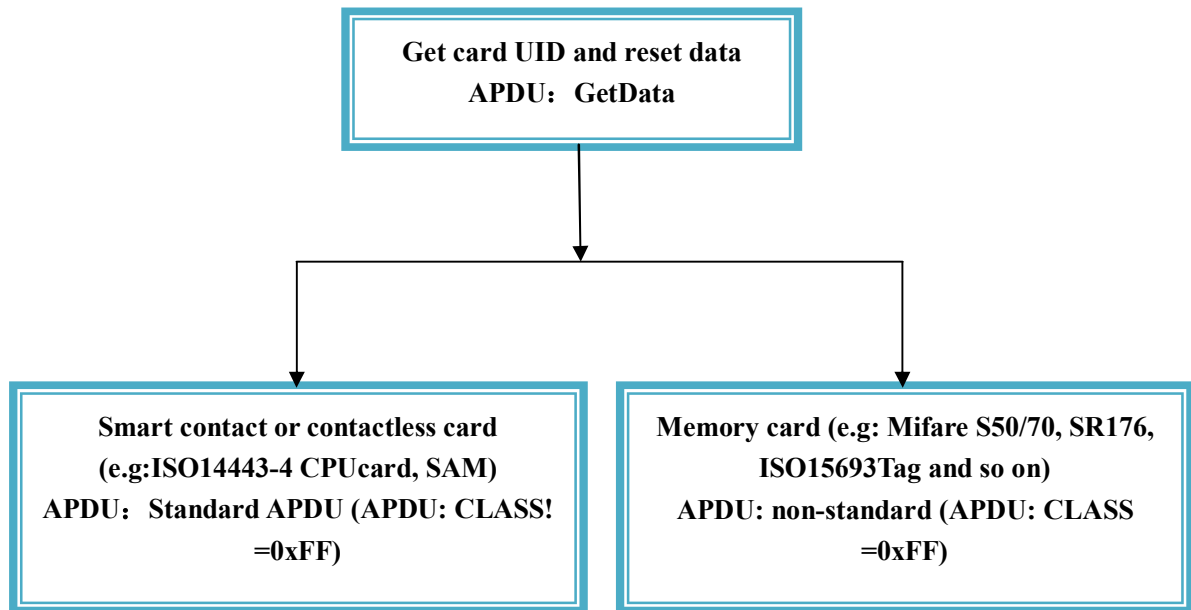 Get card UID and reset data
APDU：GetData
Smart contact or contactless card
(e.g:ISO14443-4 CPUcard, SAM)
APDU：Standard APDU (APDU: CLASS!
=0xFF)
Memory card (e.g: Mifare S50/70, SR176,
ISO15693Tag and so on)
APDU: non-standard (APDU: CLASS
=0xFF)